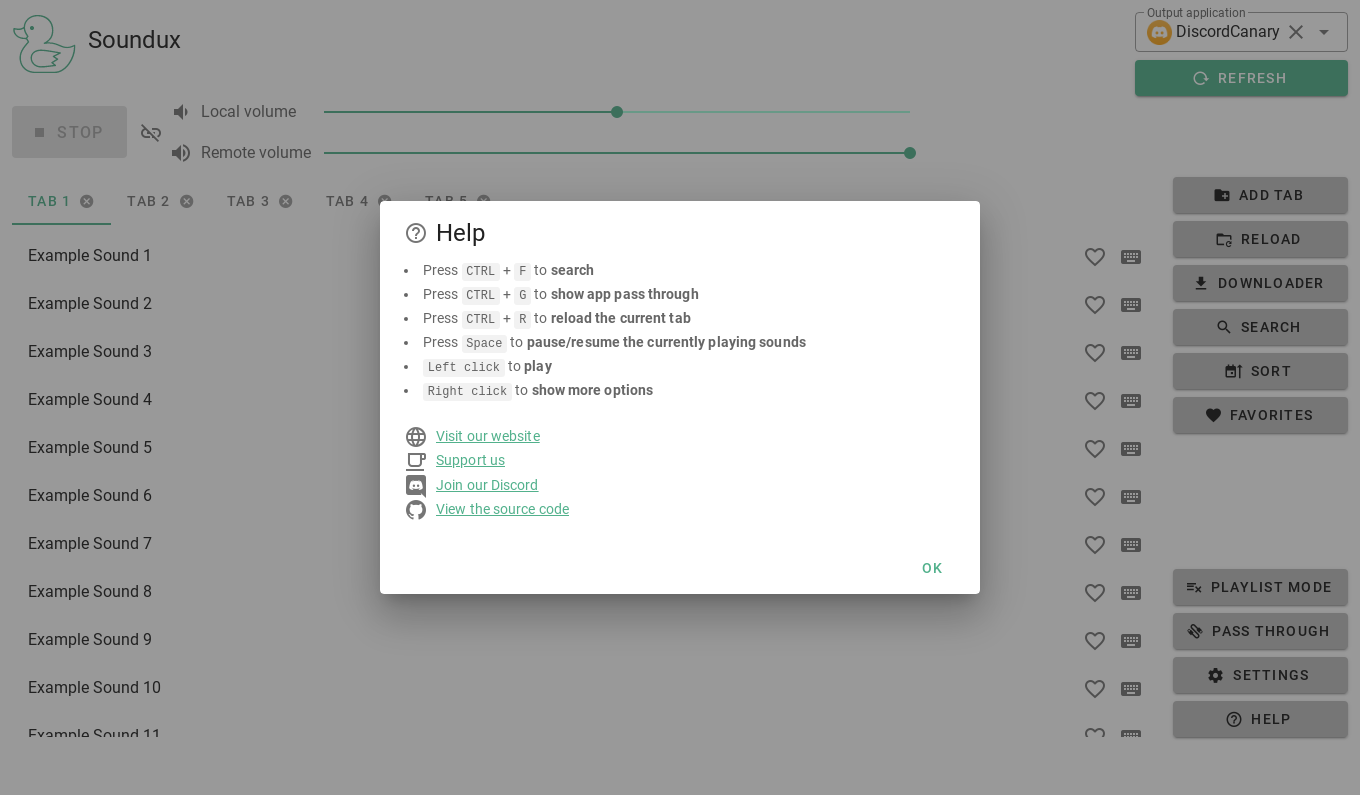 Soundux
Output application
DiscordCanary
REFRESH
STOP
Local volume
Remote volume
TAB 1
TAB 2
TAB 3
TAB 4
TAB 5
ADD TAB
RELOAD
DOWNLOADER
SEARCH
SORT
FAVORITES
Example Sound 1
Example Sound 2
Example Sound 3
Example Sound 4
Example Sound 5
Example Sound 6
Example Sound 7
Example Sound 8
Example Sound 9
Example Sound 10
Example Sound 11
Help
• Press CTRL + F to search
• Press CTRL + G to show app pass through
• Press CTRL + R to reload the current tab
• Press Space to pause/resume the currently playing sounds
• Left click to play
• Right click to show more options
Visit our website
Support us
Join our Discord
View the source code
OK
PLAYLIST MODE
PASS THROUGH
SETTINGS
HELP